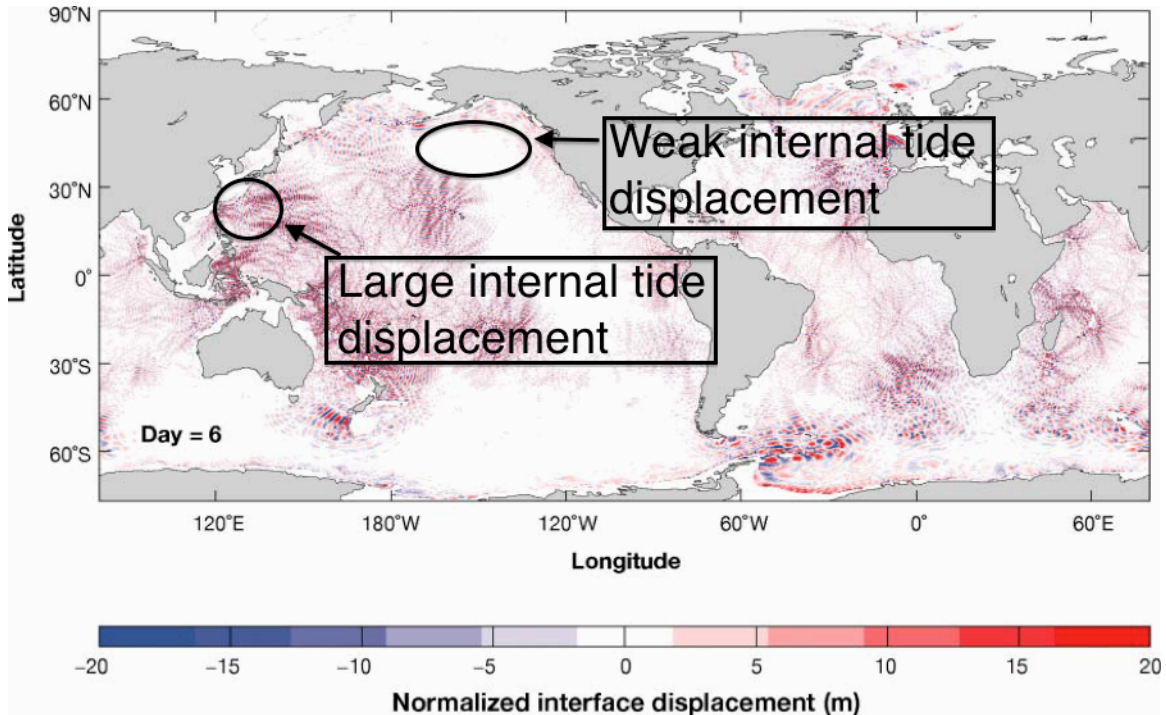 90°N
60°N
30°N
0°
30°S
60°S
Latitude
Weak internal tide
displacement
Large internal tide
displacement
Day = 6
120°E 180°W 120°W 60°W 0° 60°E
Longitude
−20 −15 −10 −5 0 5 10 15 20
Normalized interface displacement (m)